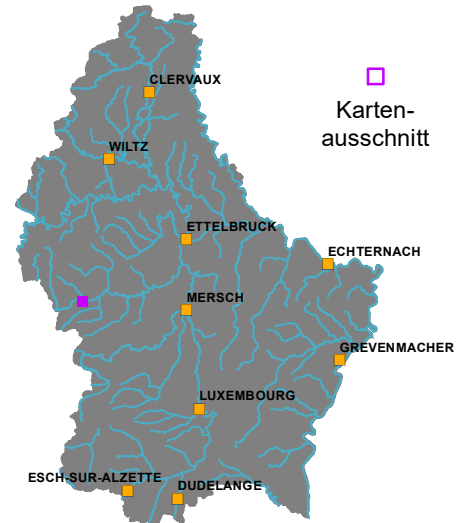 CLERVAUX
Karten-
ausschnitt
WILTZ
ETTELBRUCK
ECHTERNACH
MERSCH
GREVENMACHER
LUXEMBOURG
ESCH-SUR-ALZETTE
DUDELANGE